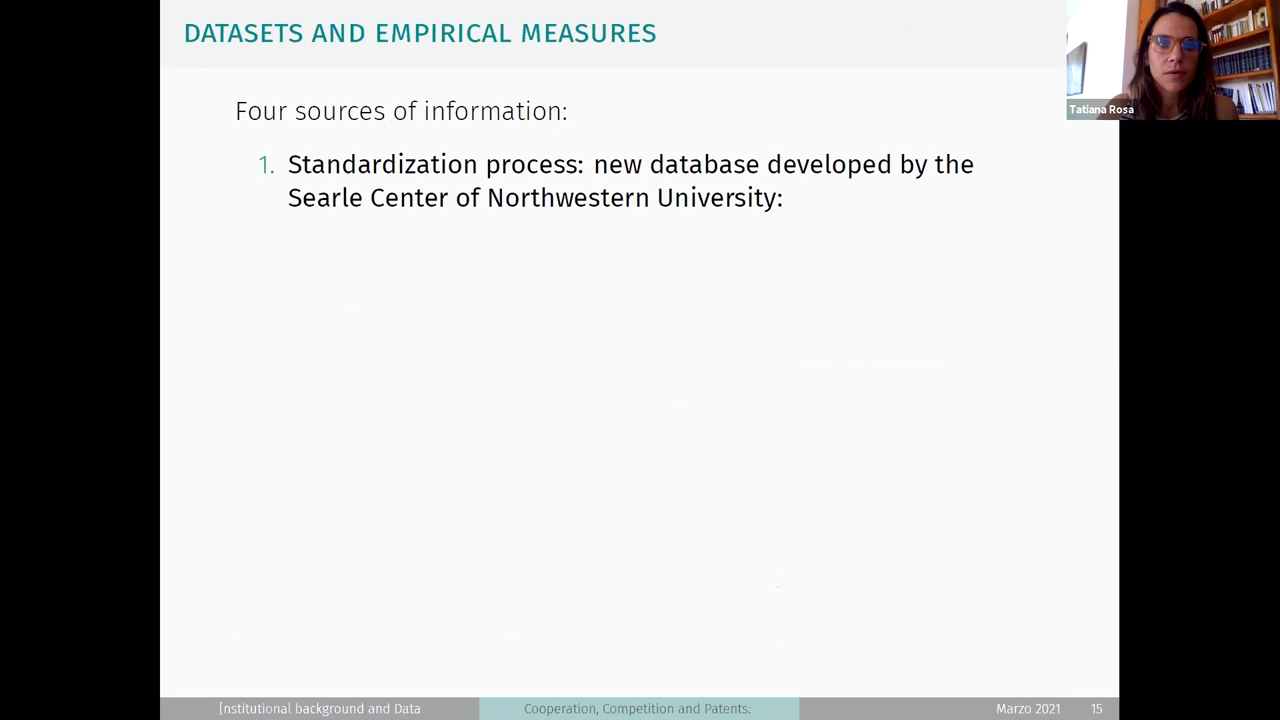 DATASETS AND EMPIRICAL MEASURES
Tatiana Rosa
Four sources of information:
1. Standardization process: new database developed by the
Searle Center of Northwestern University:
[nstitutional background and Data
Cooperation, Competition and Patents:
Marzo 2021
15